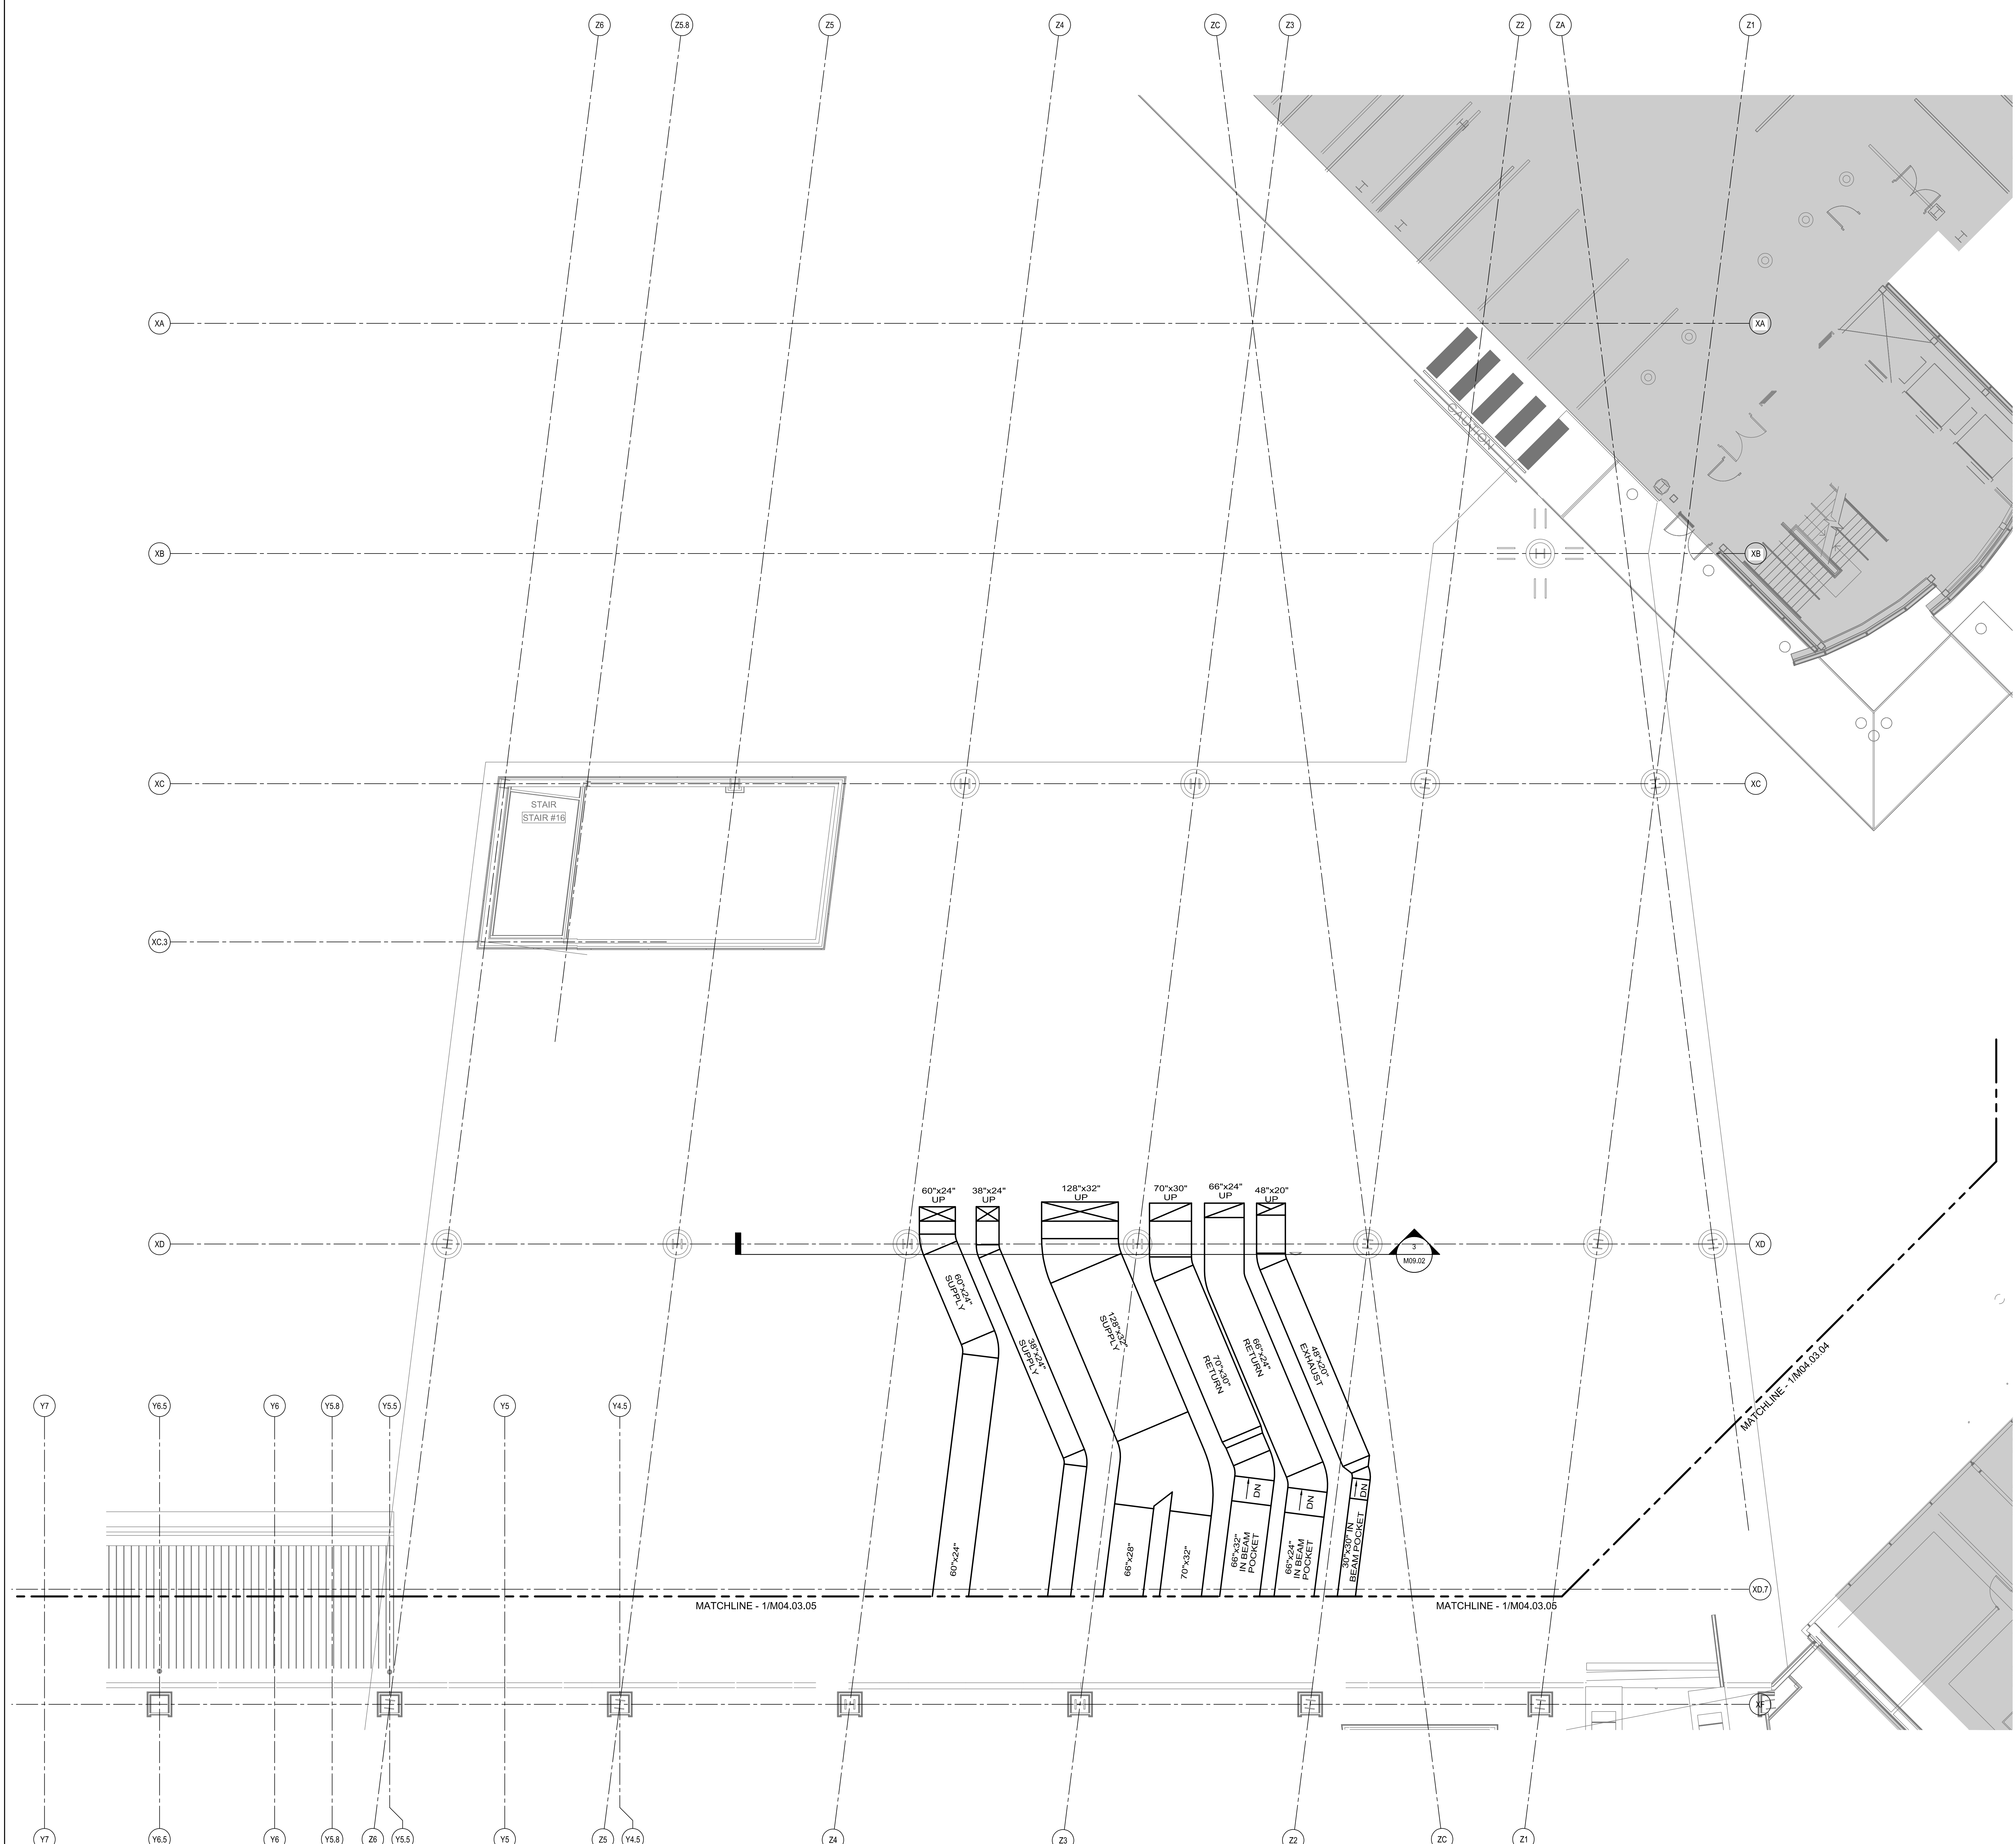 Z6
Z5.8
Z5
Z4
ZC
Z3
Z2
ZA
Z1
XA
XA
CAUTION
XB
XB
XC
XC
STAIR
STAIR #16
XC.3
60"x24"
UP
38"x24"
UP
128"x32"
UP
70"x30"
UP
66"x24"
UP
48"x20"
UP
XD
XD
3
M09.02
60"x24"
SUPPLY
38"x24"
SUPPLY
128"x32"
SUPPLY
70"x30"
RETURN
66"x24"
RETURN
48"x20"
EXHAUST
MATCHLINE - 1/M04.03.04
Y7
Y6.5
Y6
Y5.8
Y5.5
Y5
Y4.5
DN
DN
DN
60"x24"
66"x28"
70"x32"
66"x32"
IN BEAM
POCKET
66"x24"
IN BEAM
POCKET
30"x30" IN
BEAM POCKET
XD.7
MATCHLINE - 1/M04.03.05
MATCHLINE - 1/M04.03.05
XF
Y7
Y6.5
Y6
Y5.8
Z6
Y5.5
Y5
Z5
Y4.5
Z4
Z3
Z2
ZC
Z1